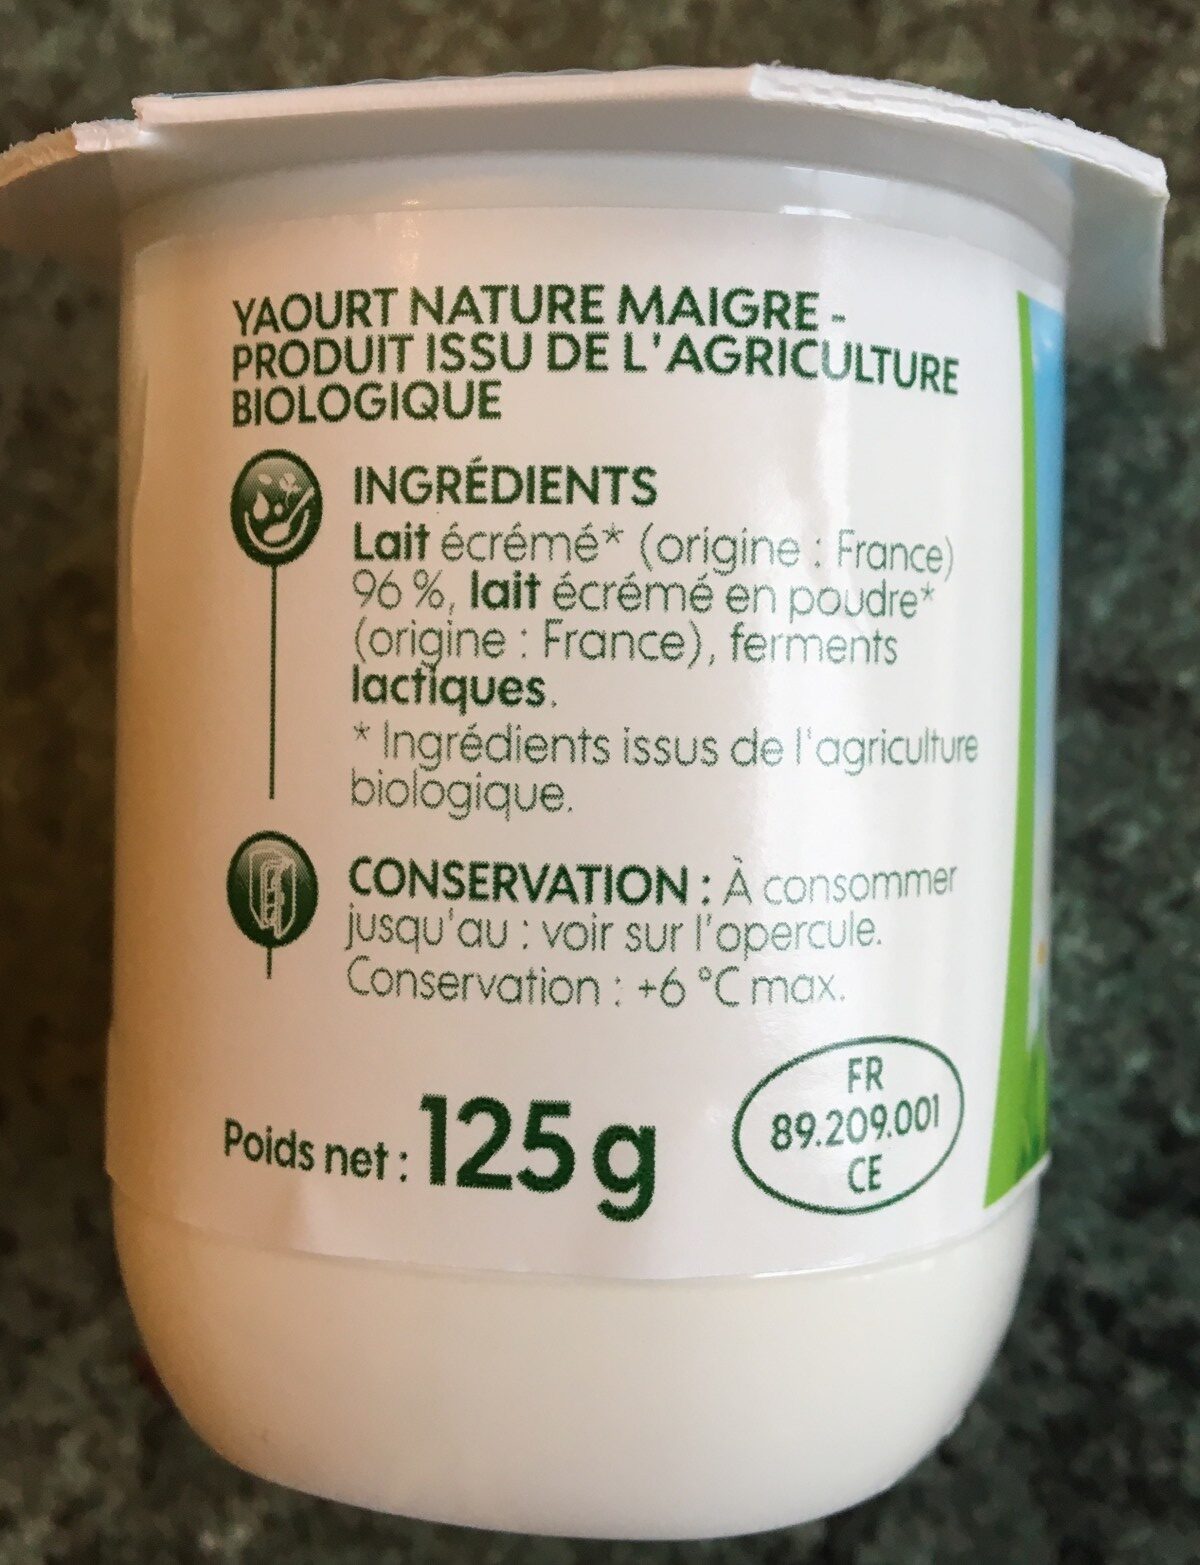 YAOURT NATURE MAIGRE -
PRODUIT ISSU DE L'AGRICULTURE
BIOLOGIQUE
INGRÉDIENTS
Lait écrémé* (origine : France)
96 %, lait écrémé en poudre*
(origine : France), ferments
lactiques.
* Ingrédients issus de l'agriculture
biologique.
CONSERVATION : À consommer
jusqu'au : voir sur l'opercule.
Conservation : +6 °C max.
Poids net : 125 g
FR
89.209.001
CE